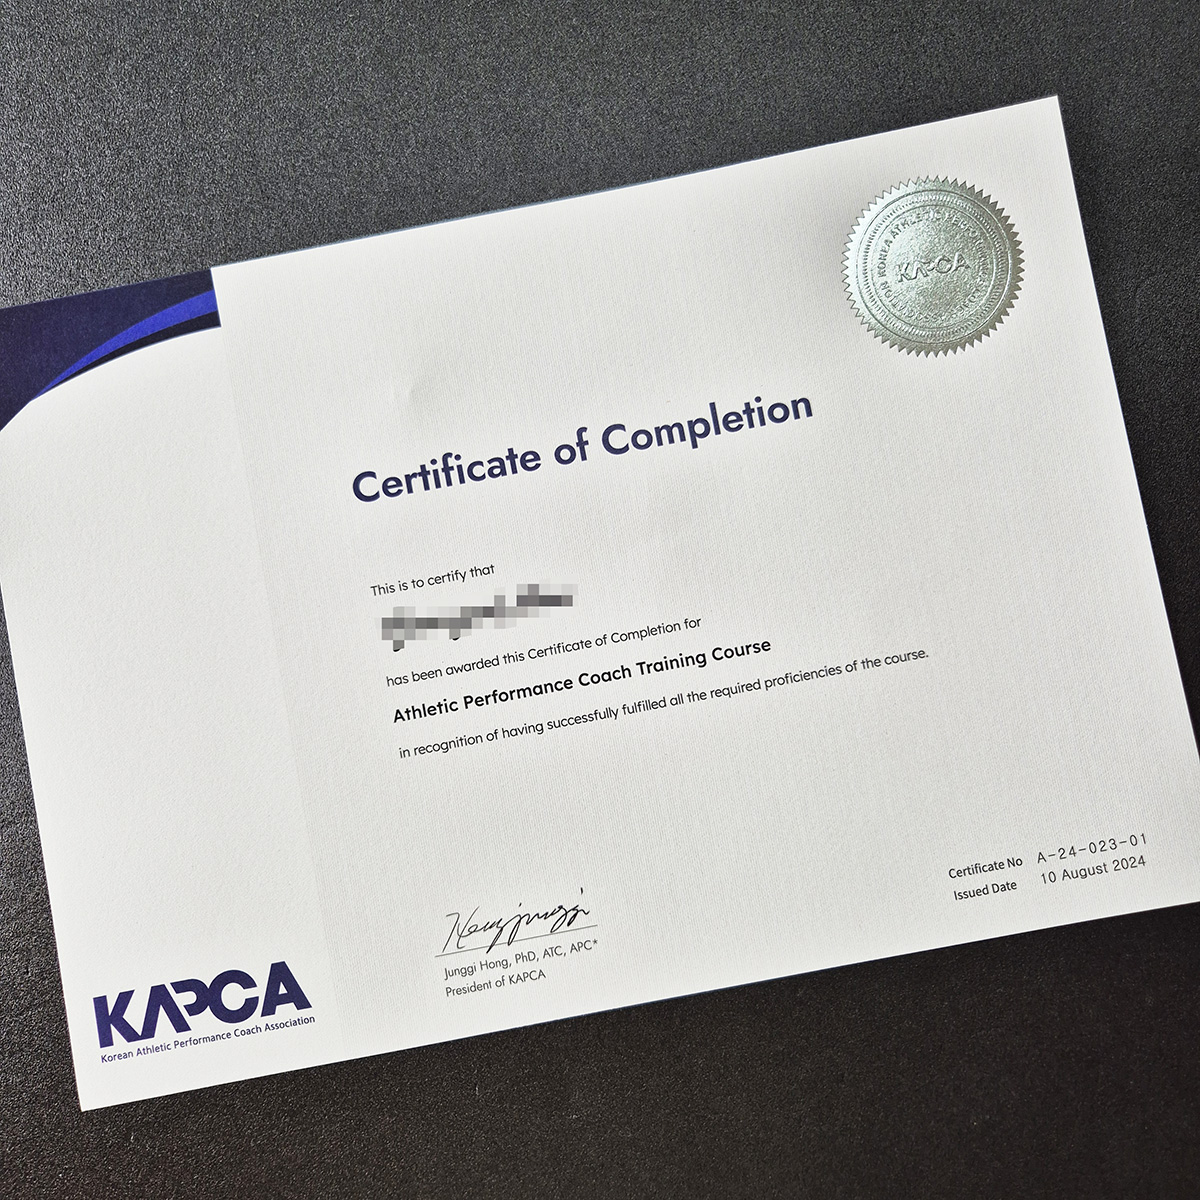 KAPCA
Certificate of Completion
This is to certify that
has been awarded this Certificate of Completion for
Athletic Performance Coach Training Course
in recognition of having successfully fulfilled all the required proficiencies of the course.
Certificate No A-24-023-01
Issued Date 10 August 2024
Junggi Hong, PhD, ATC, APC*
President of KAPCA
KAPCA
Korean Athletic Performance Coach Association